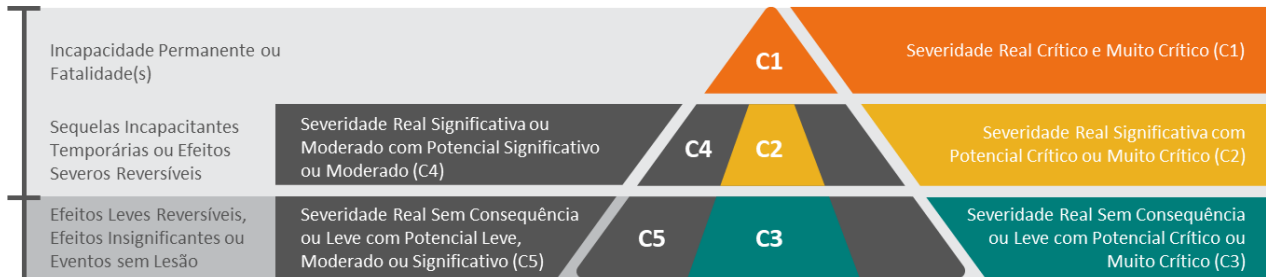 Incapacidade Permanente ou
Fatalidade(s)
C1
Severidade Real Crítico e Muito Crítico (C1)
Sequelas Incapacitantes
Temporárias ou Efeitos
Severos Reversíveis
Severidade Real Significativa ou
Moderado com Potencial Significativo
ou Moderado (C4)
C4
C2
Severidade Real Significativa com
Potencial Crítico ou Muito Crítico (C2)
Efeitos Leves Reversíveis,
Efeitos Insignificantes ou
Eventos sem Lesão
Severidade Real Sem Consequência
ou Leve com Potencial Leve,
Moderado ou Significativo (C5)
C5
C3
Severidade Real Sem Consequência
ou Leve com Potencial Crítico ou
Muito Crítico (C3)